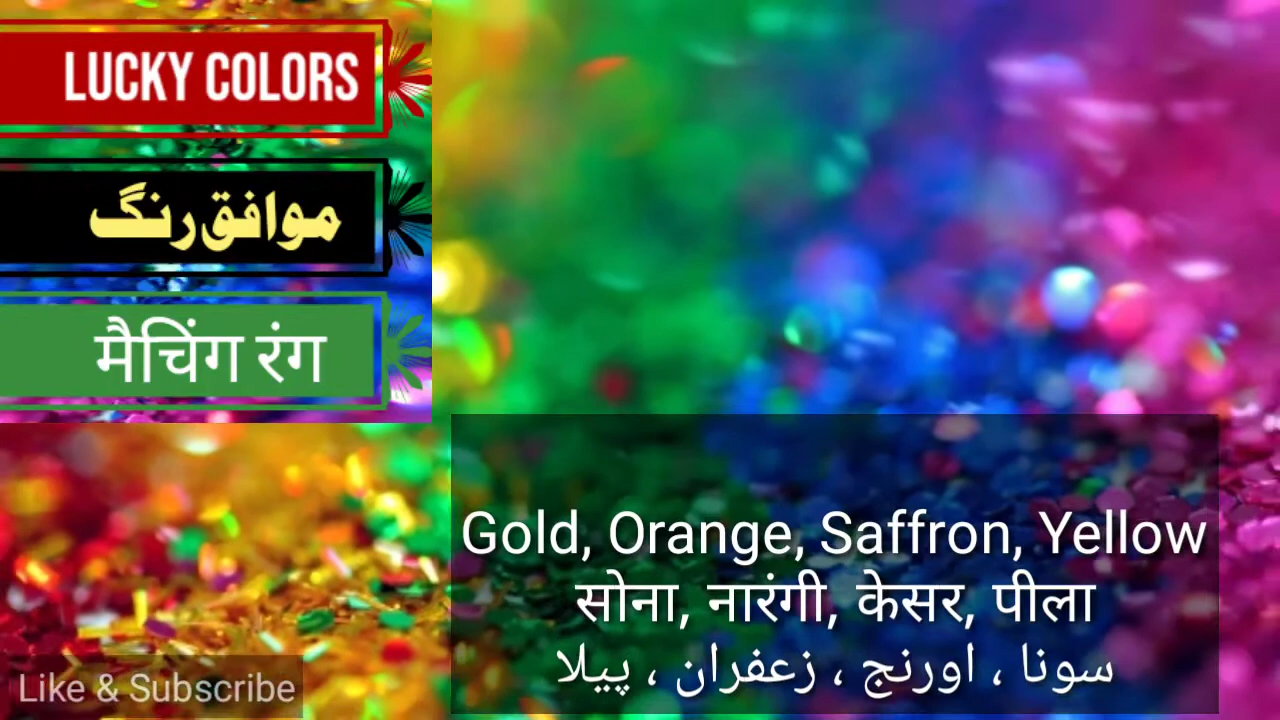 LUCKY COLORS
موافق رنگ
मैचिंग रंग
Gold, Orange, Saffron, Yellow
सोना, नारंगी, केसर, पीला
سونا ، اورنج ، زعفران ، پیلا
Like & Subscribe